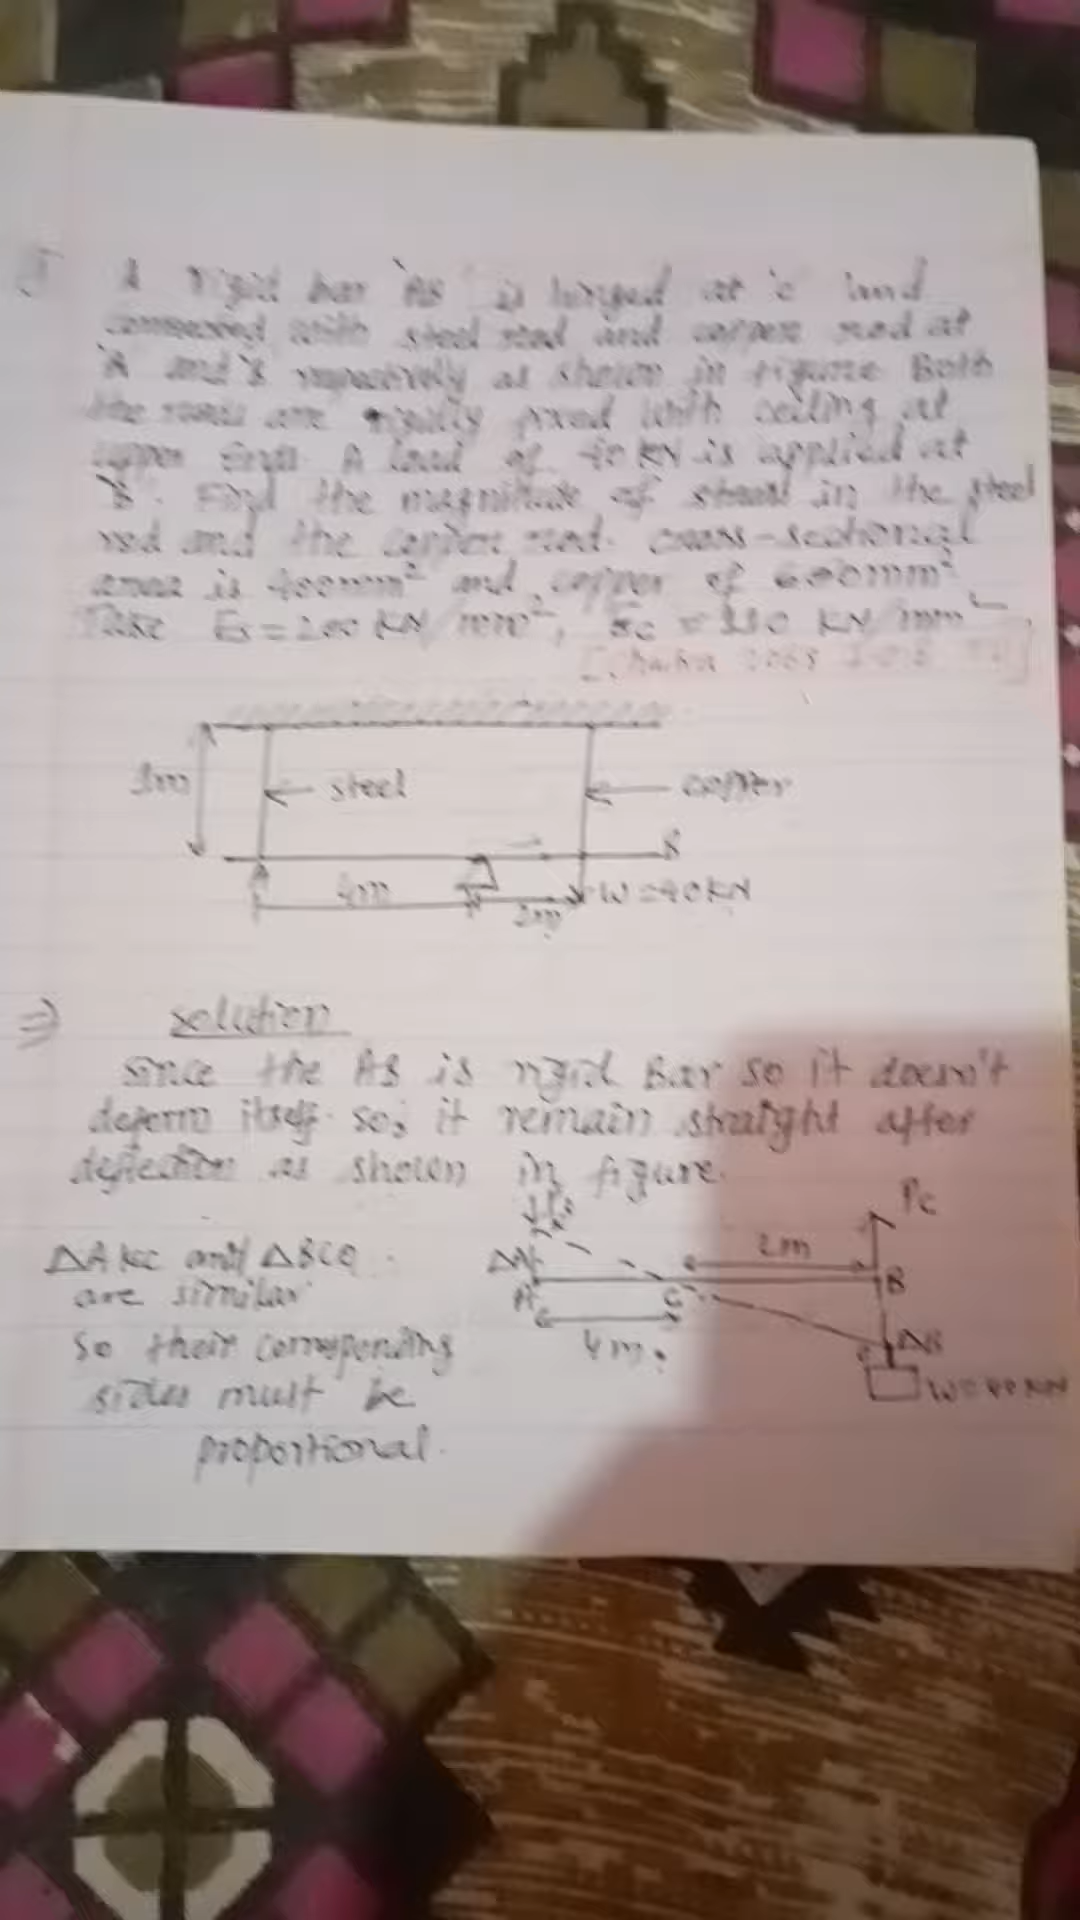 A rigid bar 'AB' is hinged at 'c' and
connected with steel rod and copper rod at
'A' and 'B' respectively as shown in figure Both
the rods are rigidly fixed with ceiling at
upper ends A load of 40 KN is applied at
'B'. Find the magnitude of in the steel
rod and the copper rod. cross-sectional
area is 400mm² and copper of 600mm²
Take Es = 200 KN/mm², Ec = KN/mm²
steel
copper
B
A
4m
2m
W = 40KN
⇒ solution
since the AB is rigid Bar so it doesn't
deform itself. so, it remain straight after
deflection as shown in figure.
Pc
ΔA and ΔBC
are similar
2m
A
C
B
so their corresponding
4m.
ΔB
sides must be
W = 40 KN
proportional.